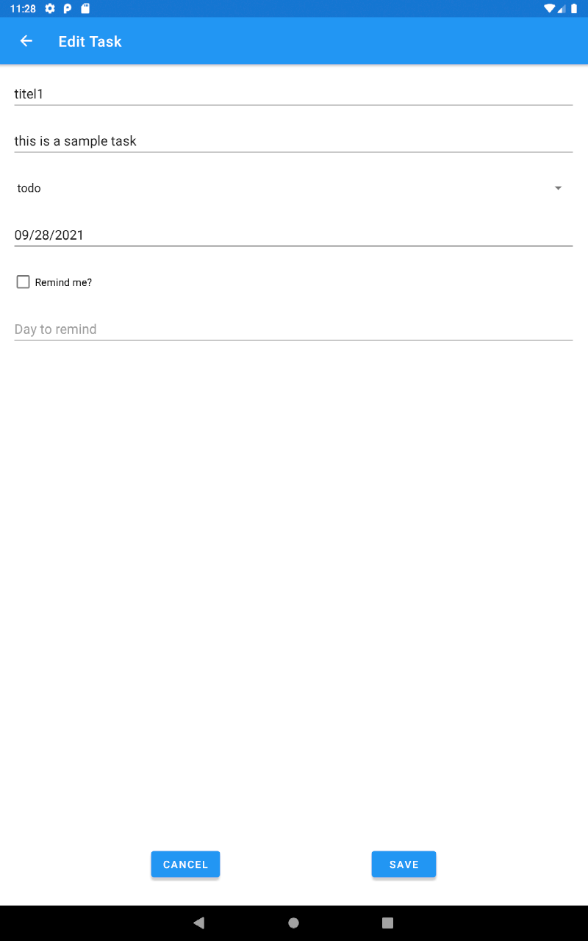 11:28
Edit Task
titel1
this is a sample task
todo
09/28/2021
Remind me?
Day to remind
CANCEL
SAVE